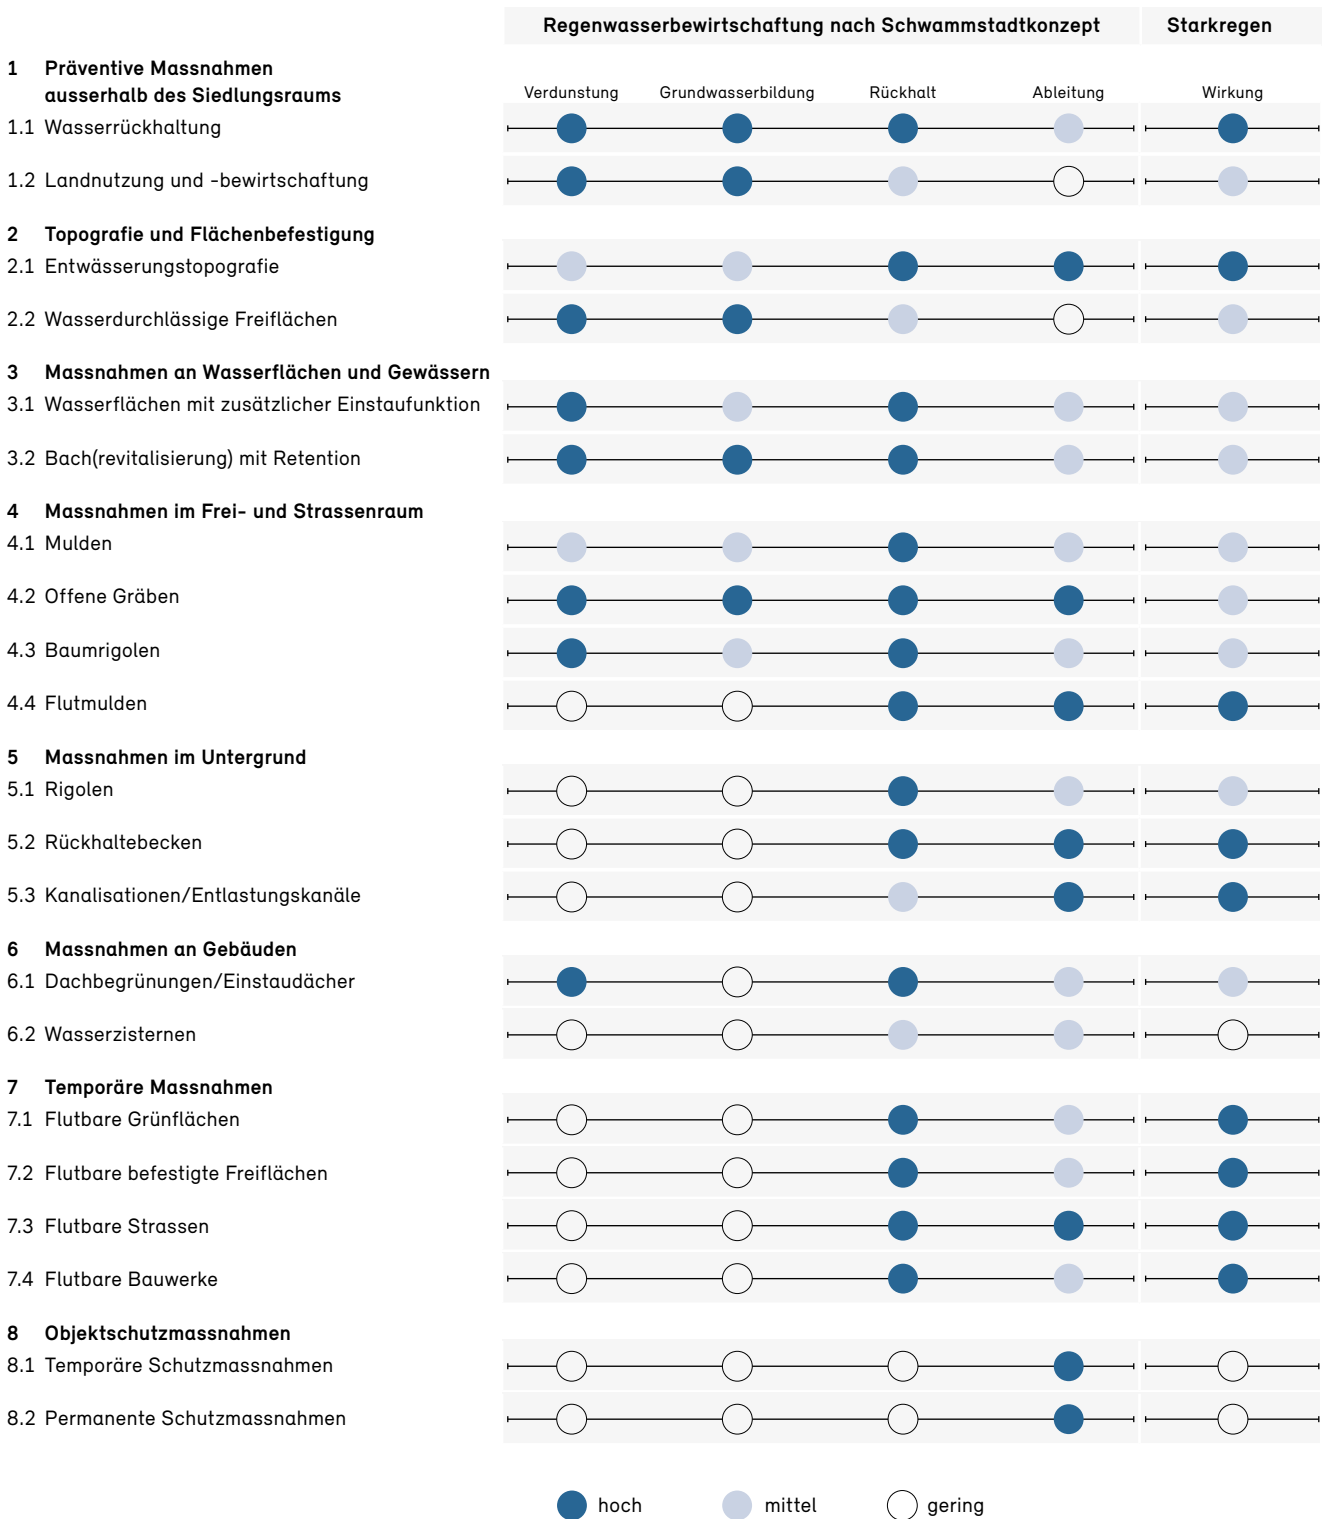 Regenwasserbewirtschaftung nach Schwammstadtkonzept Starkregen
1 Präventive Massnahmen
ausserhalb des Siedlungsraums
Verdunstung Grundwasserbildung Rückhalt Ableitung Wirkung
1.1 Wasserrückhaltung
1.2 Landnutzung und -bewirtschaftung
2 Topografie und Flächenbefestigung
2.1 Entwässerungstopografie
2.2 Wasserdurchlässige Freiflächen
3 Massnahmen an Wasserflächen und Gewässern
3.1 Wasserflächen mit zusätzlicher Einstaufunktion
3.2 Bach(revitalisierung) mit Retention
4 Massnahmen im Frei- und Strassenraum
4.1 Mulden
4.2 Offene Gräben
4.3 Baumrigolen
4.4 Flutmulden
5 Massnahmen im Untergrund
5.1 Rigolen
5.2 Rückhaltebecken
5.3 Kanalisationen/Entlastungskanäle
6 Massnahmen an Gebäuden
6.1 Dachbegrünungen/Einstaudächer
6.2 Wasserzisternen
7 Temporäre Massnahmen
7.1 Flutbare Grünflächen
7.2 Flutbare befestigte Freiflächen
7.3 Flutbare Strassen
7.4 Flutbare Bauwerke
8 Objektschutzmassnahmen
8.1 Temporäre Schutzmassnahmen
8.2 Permanente Schutzmassnahmen
hoch mittel gering